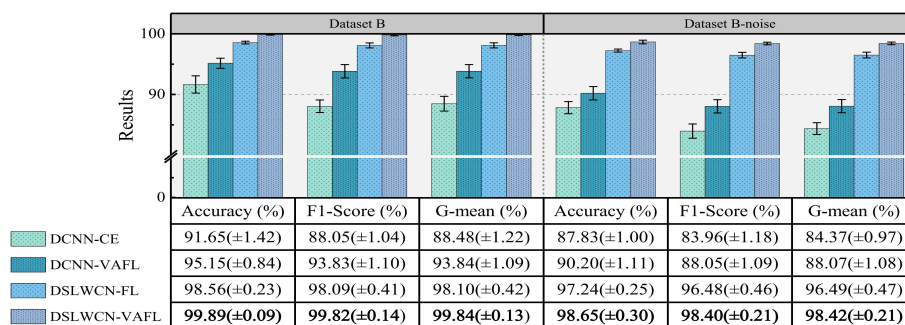 Dataset B Dataset B-noise
100
90
0
Results
Accuracy (%) F1-Score (%) G-mean (%) Accuracy (%) F1-Score (%) G-mean (%)
DCNN-CE 91.65(±1.42) 88.05(±1.04) 88.48(±1.22) 87.83(±1.00) 83.96(±1.18) 84.37(±0.97)
DCNN-VAFL 95.15(±0.84) 93.83(±1.10) 93.84(±1.09) 90.20(±1.11) 88.05(±1.09) 88.07(±1.08)
DSLWCN-FL 98.56(±0.23) 98.09(±0.41) 98.10(±0.42) 97.24(±0.25) 96.48(±0.46) 96.49(±0.47)
DSLWCN-VAFL 99.89(±0.09) 99.82(±0.14) 99.84(±0.13) 98.65(±0.30) 98.40(±0.21) 98.42(±0.21)